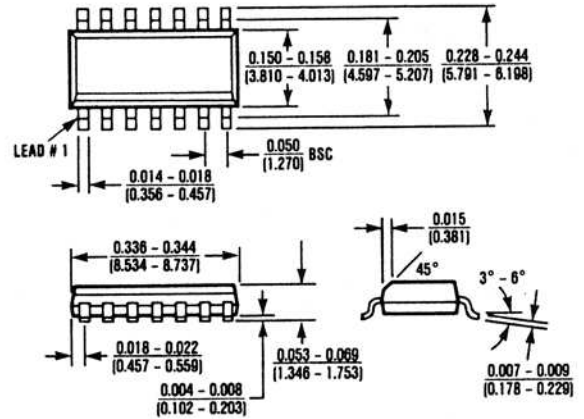 0.150 – 0.158
(3.810 – 4.013)
0.181 – 0.205
(4.597 – 5.207)
0.228 – 0.244
(5.791 – 6.198)
LEAD # 1
0.050
(1.270)
BSC
0.014 – 0.018
(0.356 – 0.457)
0.336 – 0.344
(8.534 – 8.737)
0.015
(0.381)
45°
3° – 6°
0.018 – 0.022
(0.457 – 0.559)
0.053 – 0.069
(1.346 – 1.753)
0.004 – 0.008
(0.102 – 0.203)
0.007 – 0.009
(0.178 – 0.229)